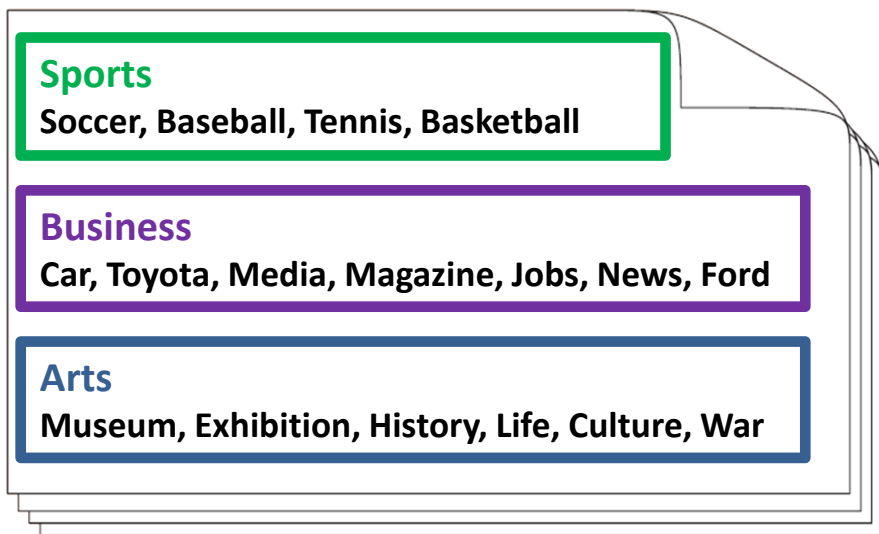 Sports
Soccer, Baseball, Tennis, Basketball
Business
Car, Toyota, Media, Magazine, Jobs, News, Ford
Arts
Museum, Exhibition, History, Life, Culture, War